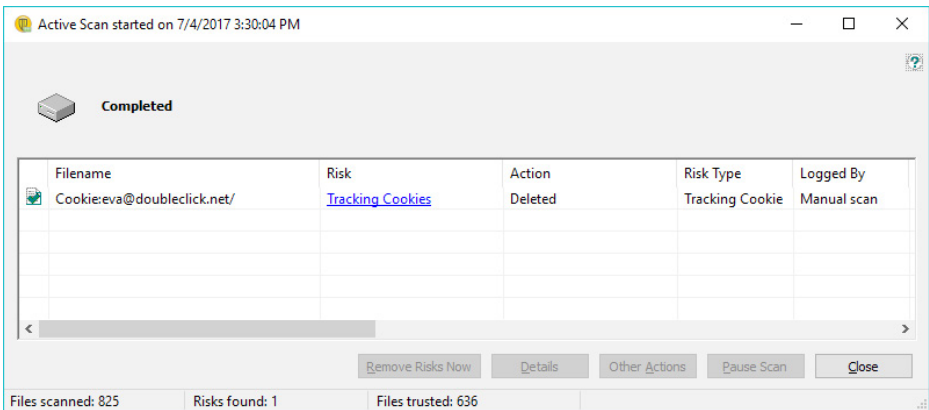 Active Scan started on 7/4/2017 3:30:04 PM
Completed
Filename Risk Action Risk Type Logged By
Cookie:eva@doubleclick.net/ Tracking Cookies Deleted Tracking Cookie Manual scan
Remove Risks Now Details Other Actions Pause Scan Close
Files scanned: 825 Risks found: 1 Files trusted: 636